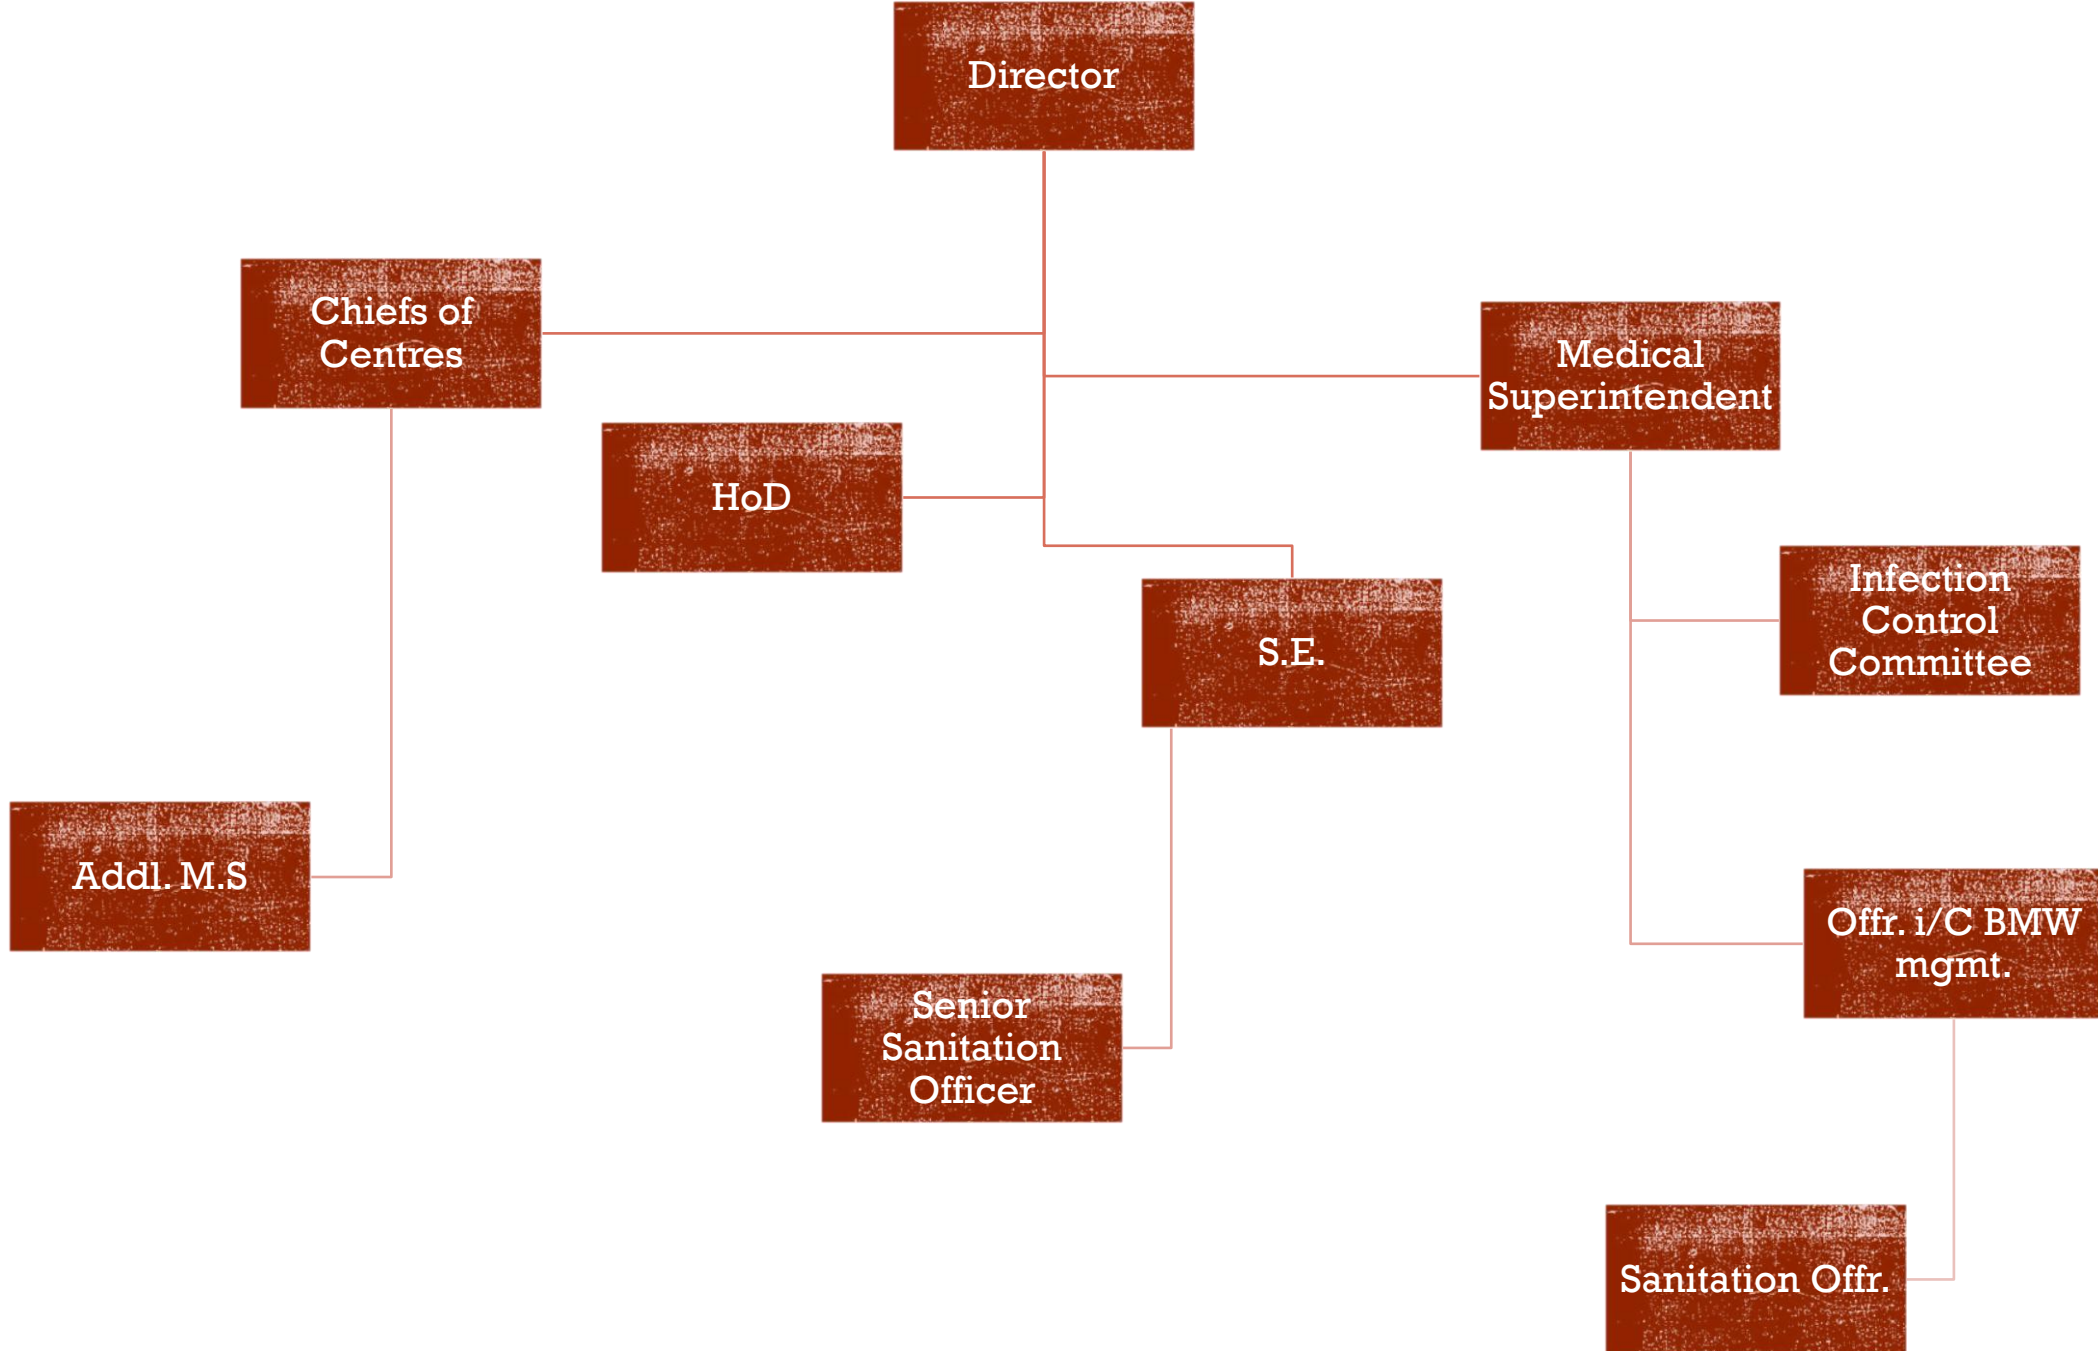 Director
Chiefs of
Centres
Medical
Superintendent
HoD
Infection
Control
Committee
S.E.
Addl. M.S
Offr. i/C BMW
mgmt.
Senior
Sanitation
Officer
Sanitation Offr.